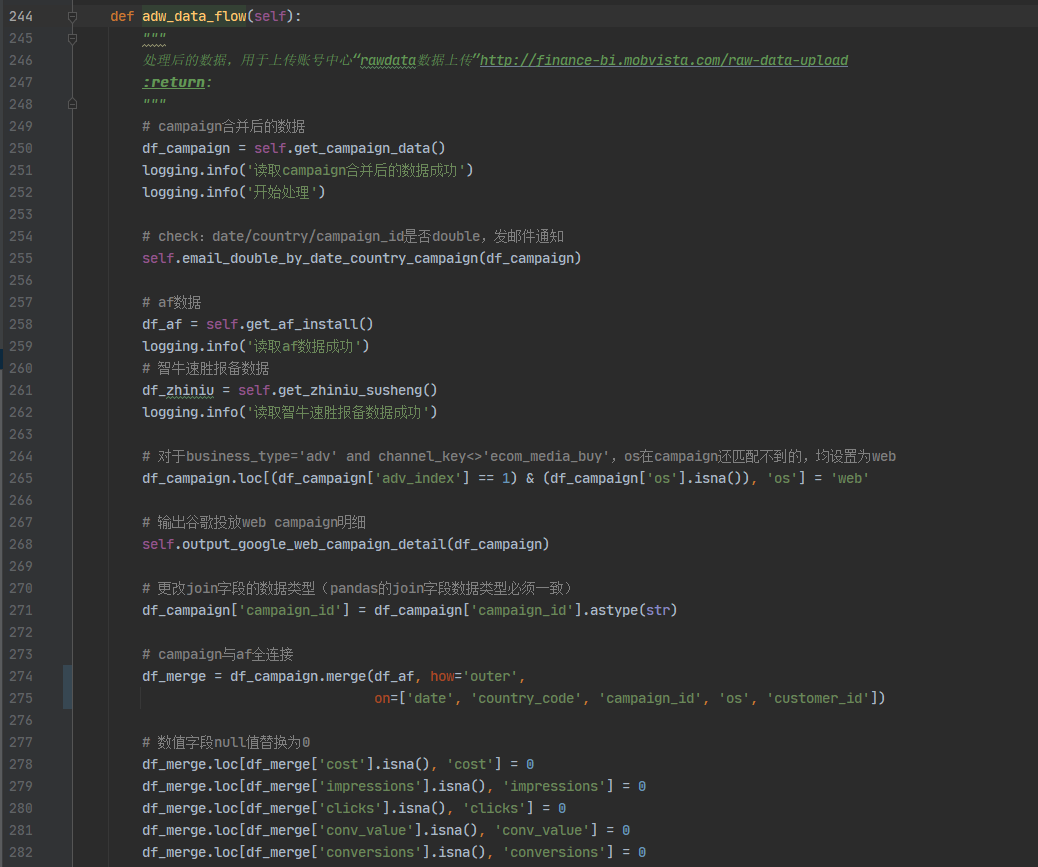 244 def adw_data_flow(self):
245 """
246 处理后的数据，用于上传账号中心“rawdata数据上传”http://finance-bi.mobvista.com/raw-data-upload
247 :return:
248 """
249 # campaign合并后的数据
250 df_campaign = self.get_campaign_data()
251 logging.info('读取campaign合并后的数据成功')
252 logging.info('开始处理')
253
254 # check：date/country/campaign_id是否double，发邮件通知
255 self.email_double_by_date_country_campaign(df_campaign)
256
257 # af数据
258 df_af = self.get_af_install()
259 logging.info('读取af数据成功')
260 # 智牛速胜报备数据
261 df_zhiniu = self.get_zhiniu_susheng()
262 logging.info('读取智牛速胜报备数据成功')
263
264 # 对于business_type='adv' and channel_key<>'ecom_media_buy'，os在campaign还匹配不到的，均设置为web
265 df_campaign.loc[(df_campaign['adv_index'] == 1) & (df_campaign['os'].isna()), 'os'] = 'web'
266
267 # 输出谷歌投放web campaign明细
268 self.output_google_web_campaign_detail(df_campaign)
269
270 # 更改join字段的数据类型（pandas的join字段数据类型必须一致）
271 df_campaign['campaign_id'] = df_campaign['campaign_id'].astype(str)
272
273 # campaign与af全连接
274 df_merge = df_campaign.merge(df_af, how='outer',
275 on=['date', 'country_code', 'campaign_id', 'os', 'customer_id'])
276
277 # 数值字段null值替换为0
278 df_merge.loc[df_merge['cost'].isna(), 'cost'] = 0
279 df_merge.loc[df_merge['impressions'].isna(), 'impressions'] = 0
280 df_merge.loc[df_merge['clicks'].isna(), 'clicks'] = 0
281 df_merge.loc[df_merge['conv_value'].isna(), 'conv_value'] = 0
282 df_merge.loc[df_merge['conversions'].isna(), 'conversions'] = 0